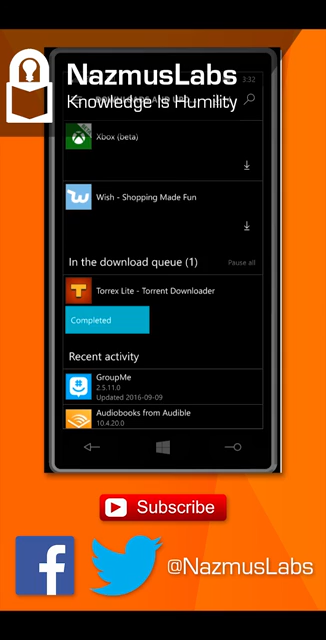 NazmusLabs
3:32
Knowledge is Humility
Xbox (beta)
Wish - Shopping Made Fun
In the download queue (1)
Pause all
Torrex Lite - Torrent Downloader
Completed
Recent activity
GroupMe
2.5.11.0
Updated 2016-09-09
Audiobooks from Audible
10.4.20.0
Subscribe
@NazmusLabs